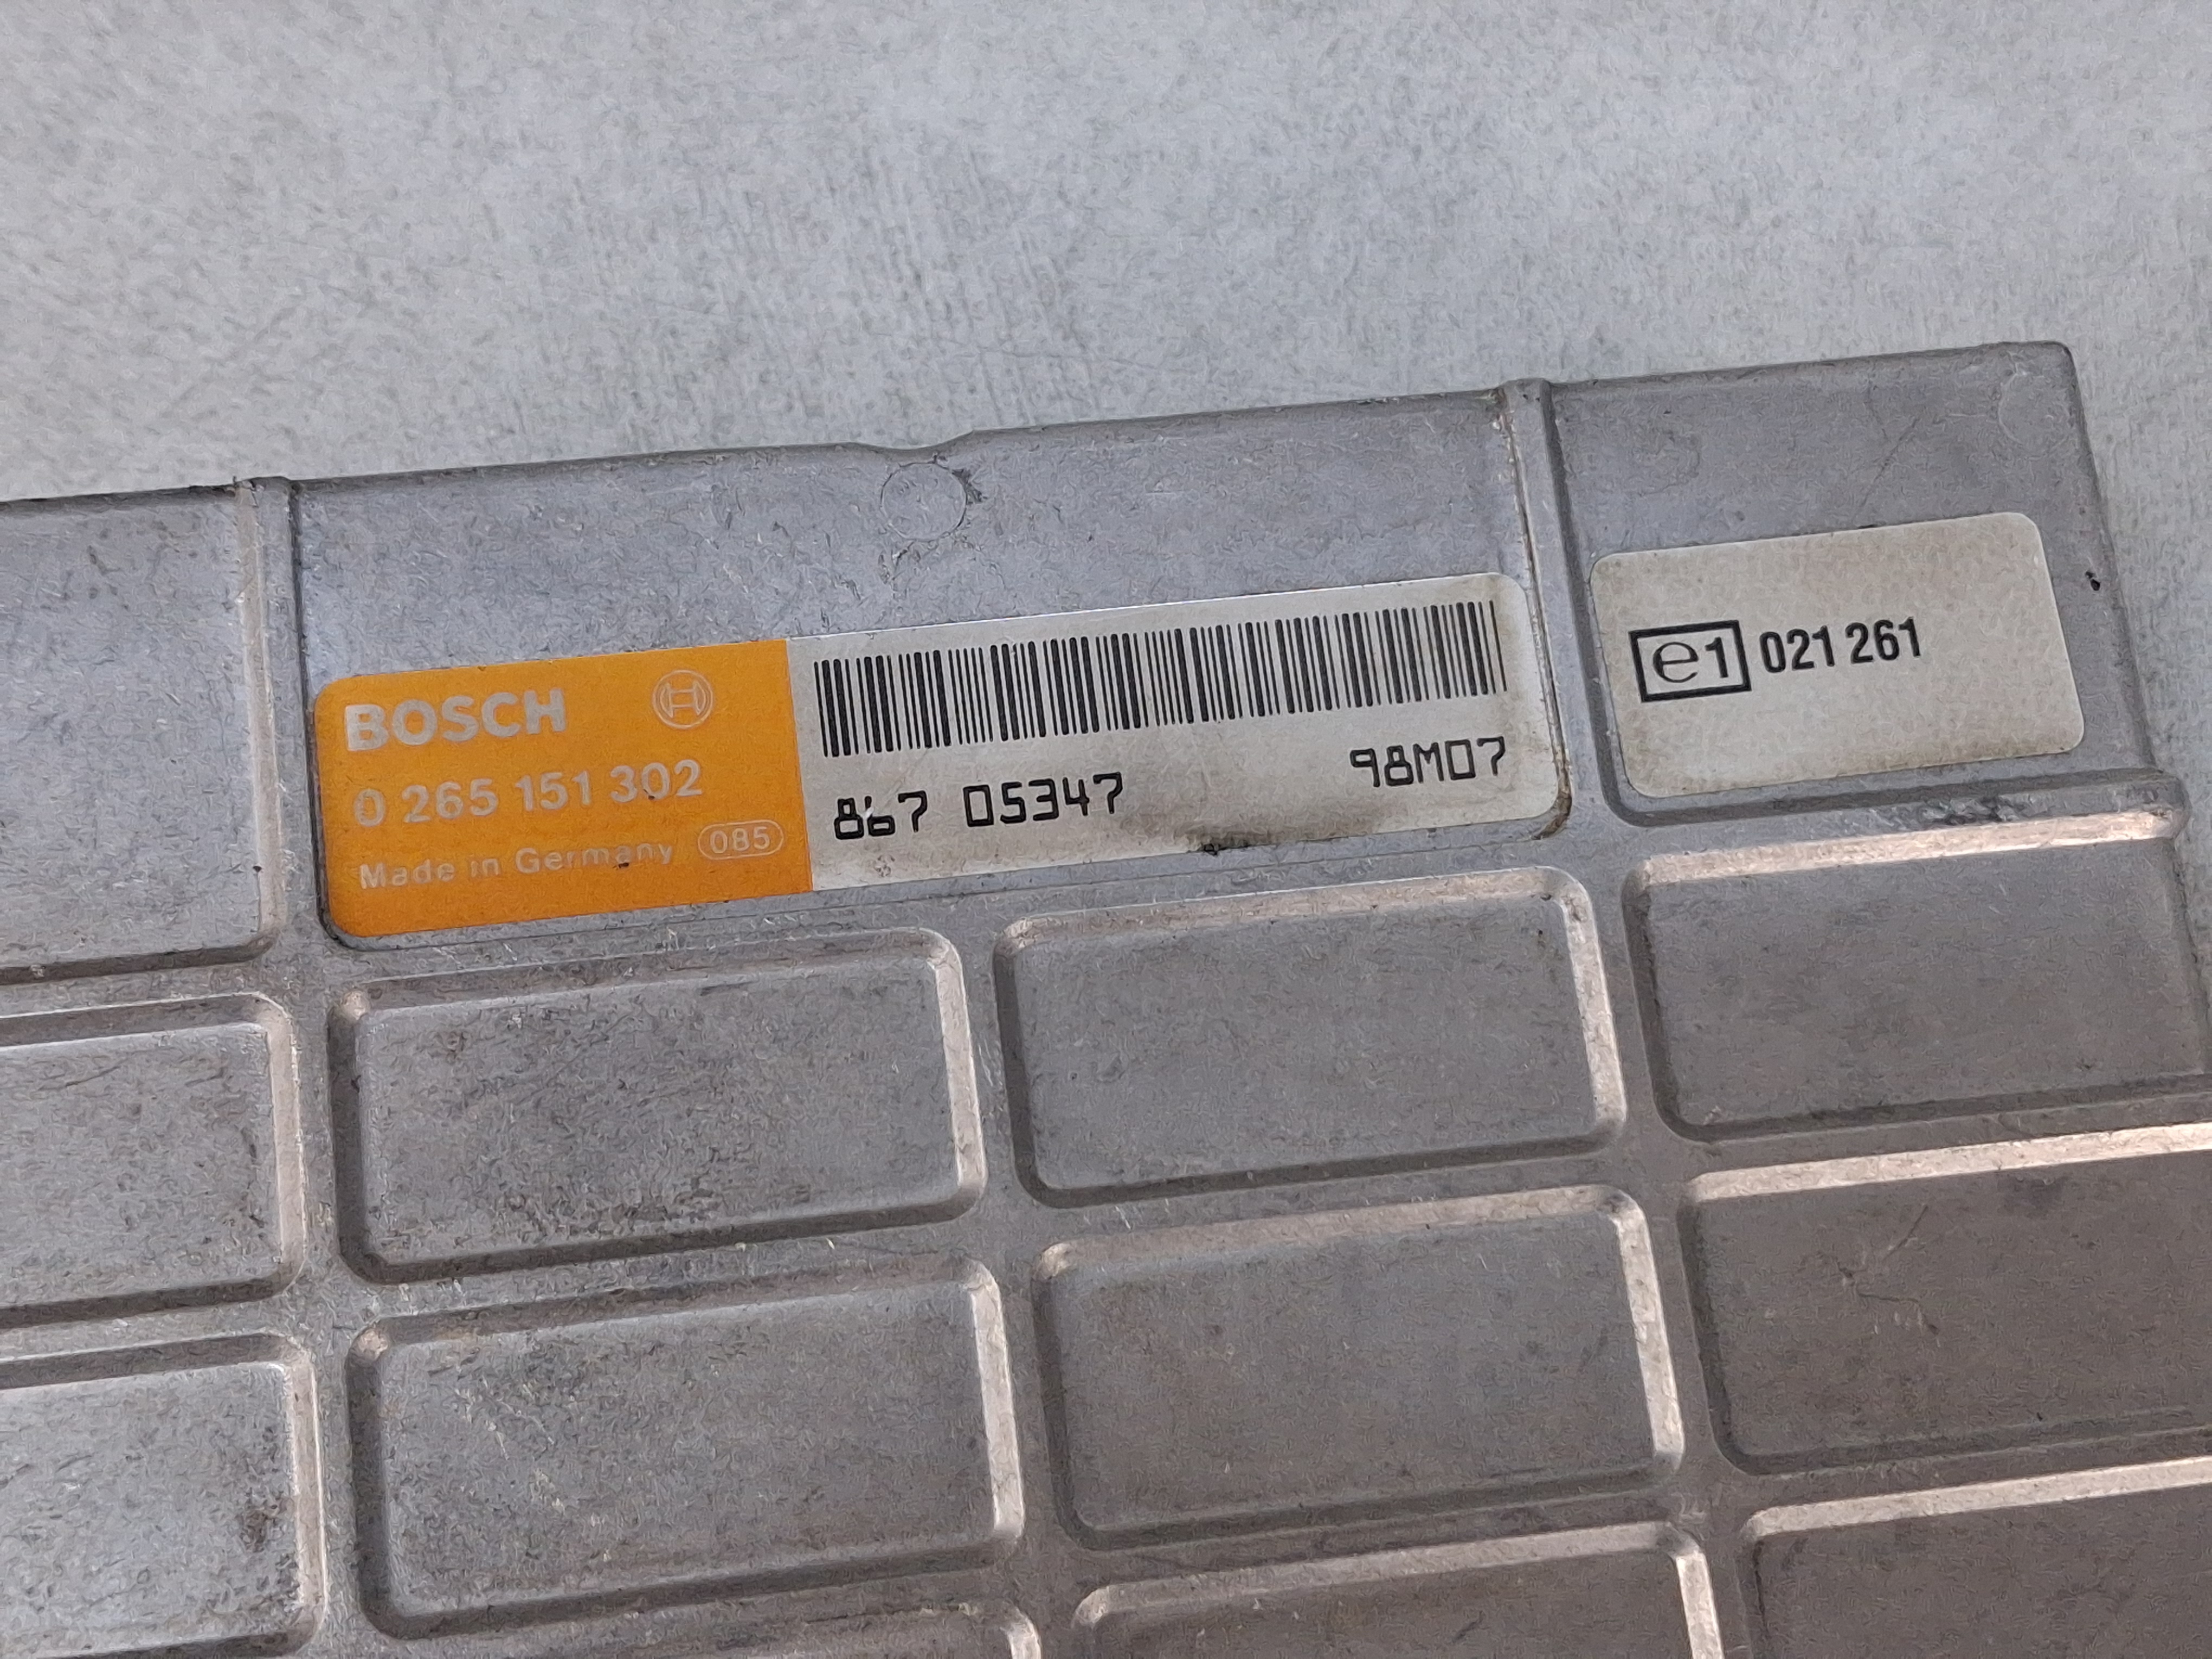 BOSCH
0 265 151 302
Made in Germany 085
867 05347 98M07
e1 021 261